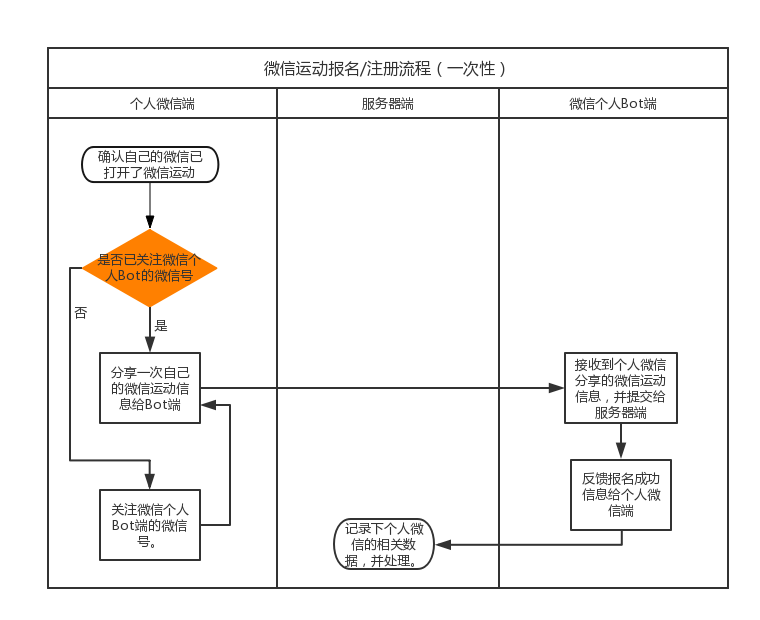 微信运动报名/注册流程（一次性）
个人微信端
服务器端
微信个人Bot端
确认自己的微信已
打开了微信运动
是否已关注微信个
人Bot的微信号
否
是
分享一次自己
的微信运动信
息给Bot端
接收到个人微信
分享的微信运动
信息，并提交给
服务器端
关注微信个人
Bot端的微信
号。
反馈报名成功
信息给个人微
信端
记录下个人微
信的相关数
据，并处理。